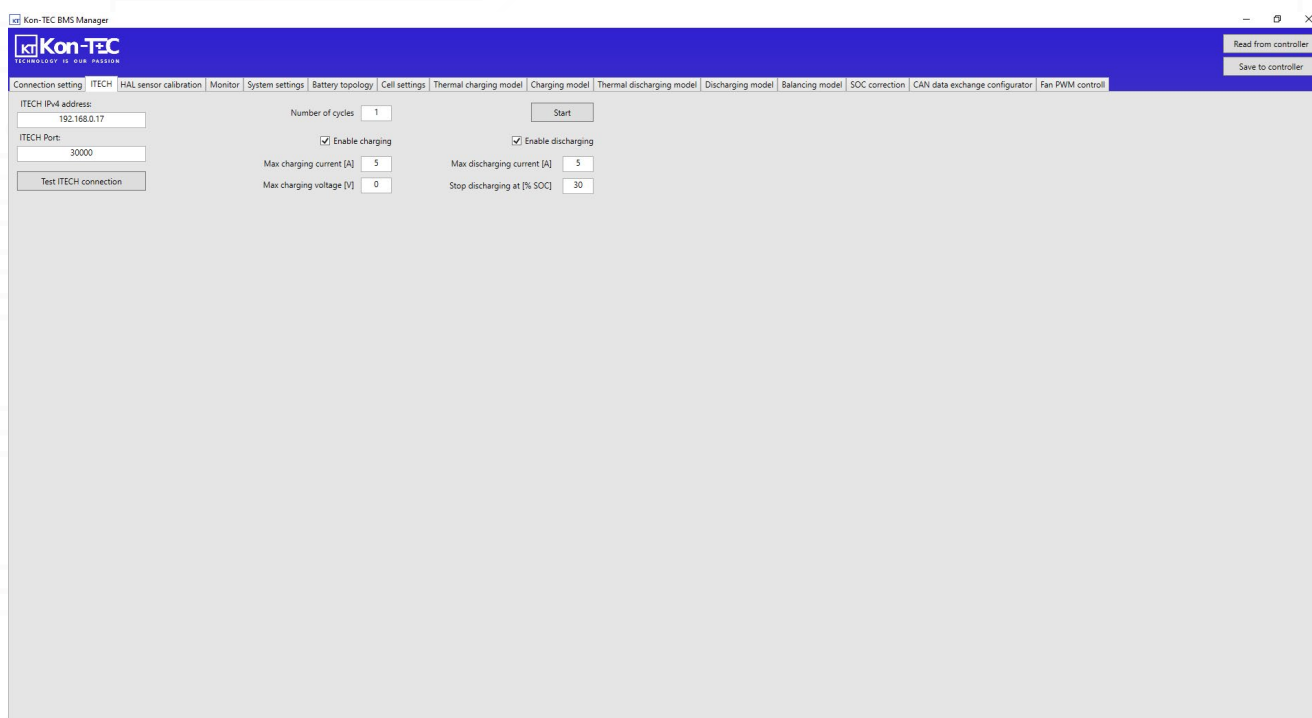 KT Kon-TEC BMS Manager
KT Kon-TEC
TECHNOLOGY IS OUR PASSION
Read from controller
Save to controller
Connection setting ITECH HAL sensor calibration Monitor System settings Battery topology Cell settings Thermal charging model Charging model Thermal discharging model Discharging model Balancing model SOC correction CAN data exchange configurator Fan PWM controll
ITECH IPv4 address:
192.168.0.17
ITECH Port:
30000
Test ITECH connection
Number of cycles 1 Start
Enable charging Enable discharging
Max charging current [A] 5 Max discharging current [A] 5
Max charging voltage [V] 0 Stop discharging at [% SOC] 30